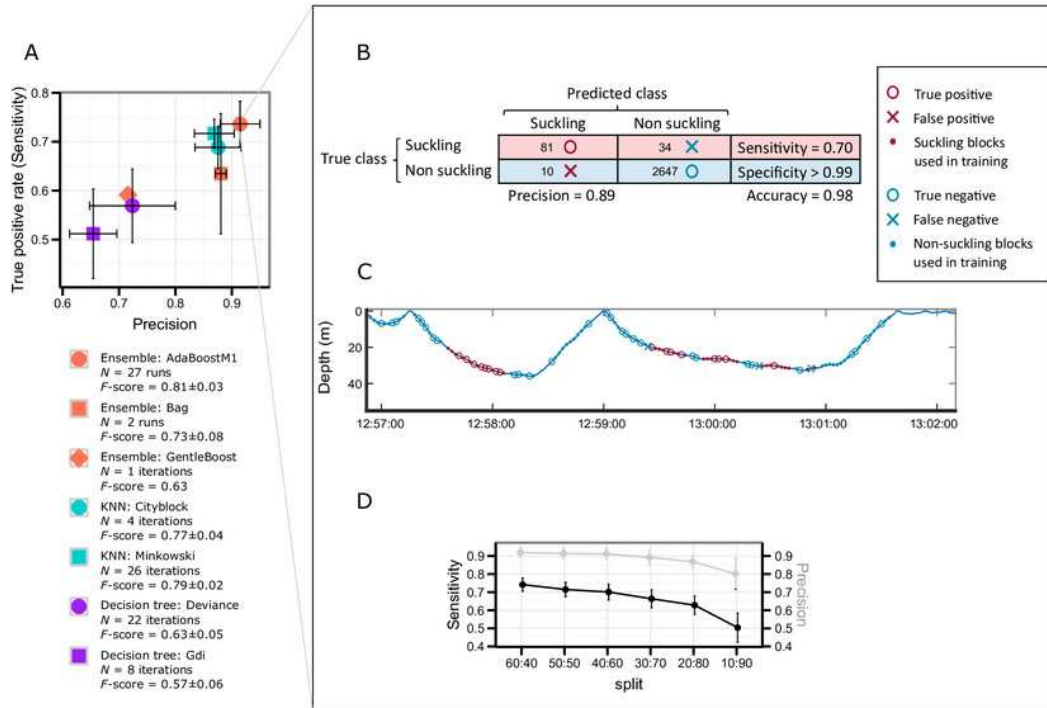 A
True positive rate (Sensitivity)
0.8
0.7
0.6
0.5
0.6 0.7 0.8 0.9
Precision
Ensemble: AdaBoostM1
N = 27 runs
F-score = 0.81±0.03
Ensemble: Bag
N = 2 runs
F-score = 0.73±0.08
Ensemble: GentleBoost
N = 1 iterations
F-score = 0.63
KNN: Cityblock
N = 4 iterations
F-score = 0.77±0.04
KNN: Minkowski
N = 26 iterations
F-score = 0.79±0.02
Decision tree: Deviance
N = 22 iterations
F-score = 0.63±0.05
Decision tree: Gdi
N = 8 iterations
F-score = 0.57±0.06
B
Predicted class
Suckling Non suckling
True class
Suckling 81 34 Sensitivity = 0.70
Non suckling 10 2647 Specificity > 0.99
Precision = 0.89 Accuracy = 0.98
True positive
False positive
Suckling blocks
used in training
True negative
False negative
Non-suckling blocks
used in training
C
Depth (m)
0
20
40
12:57:00 12:58:00 12:59:00 13:00:00 13:01:00 13:02:00
D
Sensitivity
0.9 0.9
0.8 0.8
0.7 0.7
0.6 0.6
0.5 0.5
0.4 0.4
Precision
60:40 50:50 40:60 30:70 20:80 10:90
split